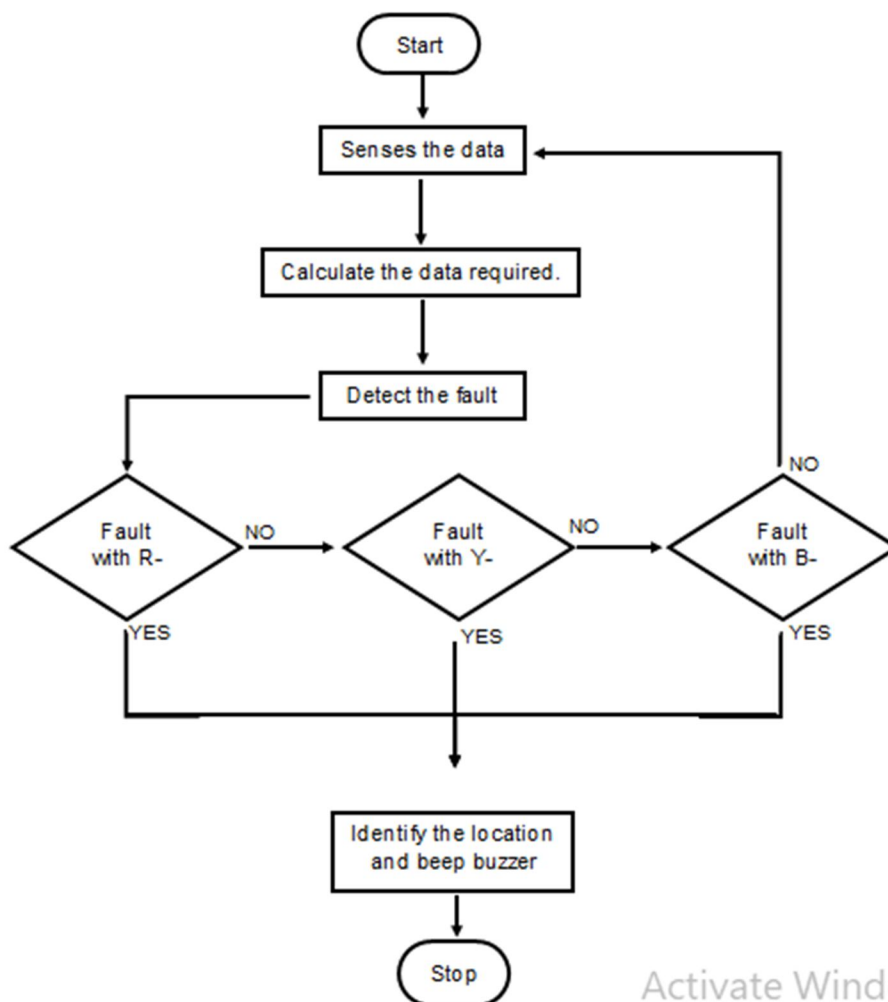 Start
Senses the data
Calculate the data required.
Detect the fault
NO
Fault
with R-
NO
Fault
with Y-
NO
Fault
with B-
YES
YES
YES
Identify the location
and beep buzzer
Stop
Activate Wind